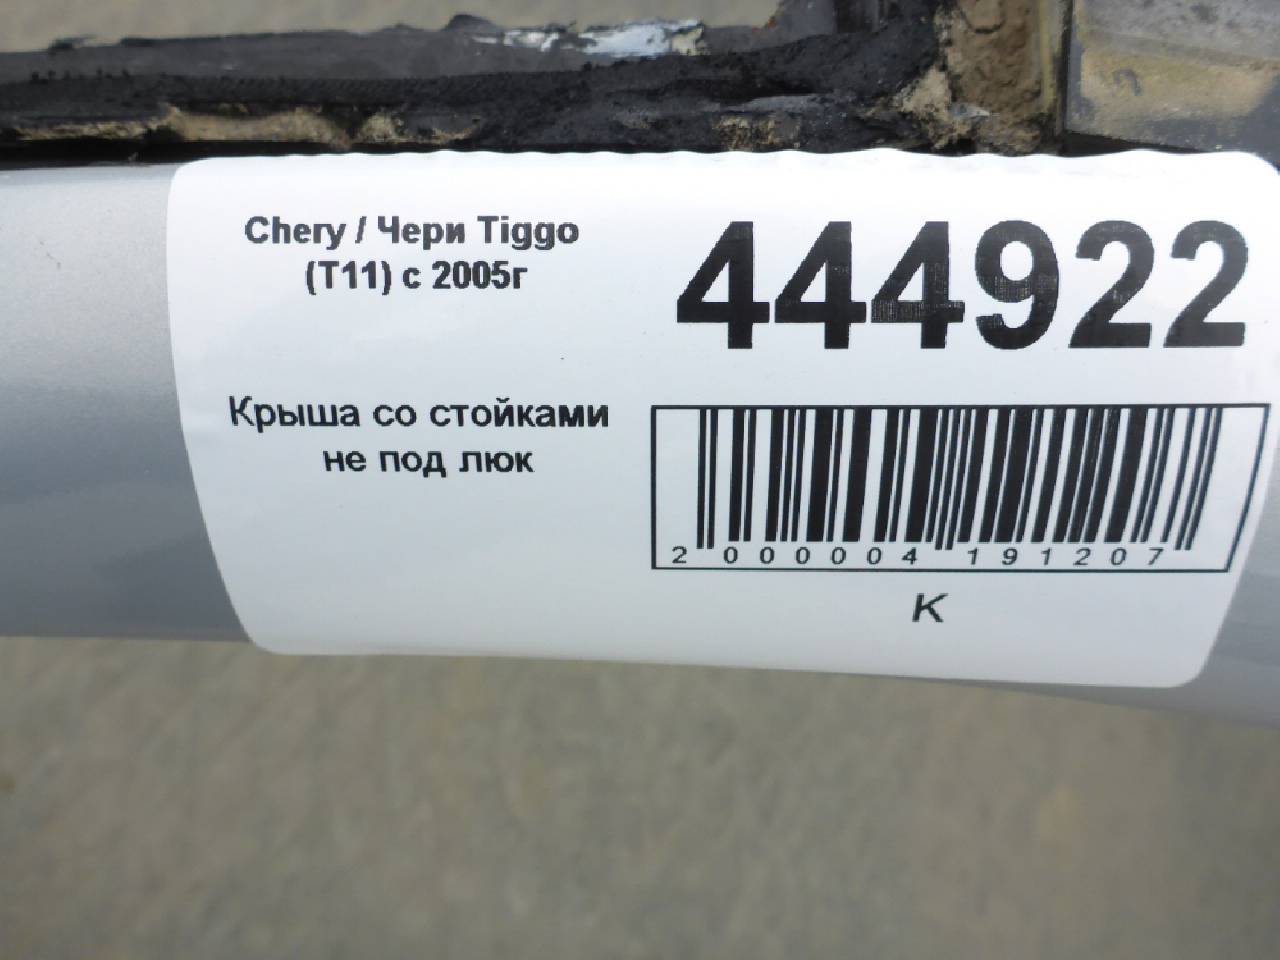 Chery / Чери Tiggo
(T11) с 2005г
444922
Крыша со стойками
не под люк
2 000004 191207
K